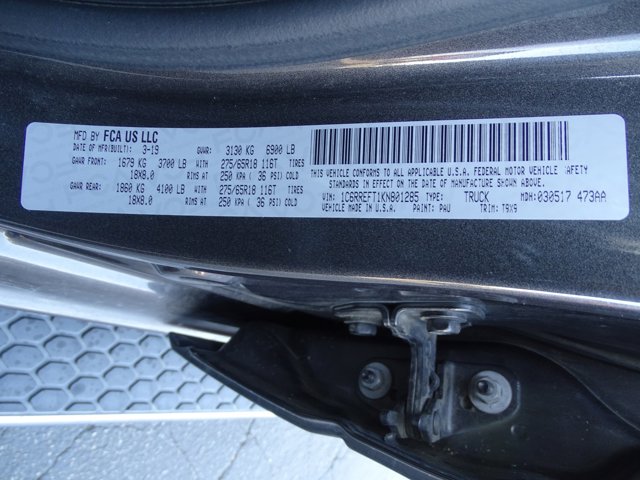 MFD BY FCA US LLC
DATE OF MFR(BUILT): 3-19 GVWR: 3130 KG 6900 LB
GAWR FRONT: 1679 KG 3700 LB WITH 275/65R18 116T TIRES
18X8.0 RIMS AT 250 KPA ( 36 PSI) COLD
GAWR REAR: 1860 KG 4100 LB WITH 275/65R18 116T TIRES
18X8.0 RIMS AT 250 KPA ( 36 PSI) COLD
THIS VEHICLE CONFORMS TO ALL APPLICABLE U.S.A. FEDERAL MOTOR VEHICLE SAFETY
STANDARDS IN EFFECT ON THE DATE OF MANUFACTURE SHOWN ABOVE.
VIN: 1C6RREFT1KN801285 TYPE: TRUCK MDH: 030517 473AA
VEHICLE MADE IN U.S.A. PAINT: PAU TRIM: T9X9